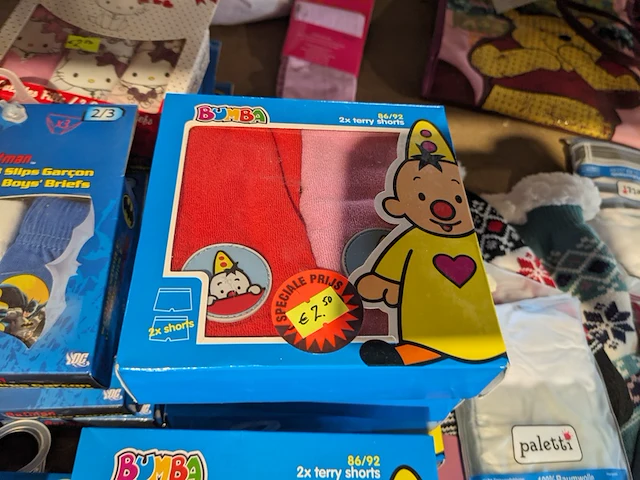 2/3
man
Slips Garçon
Boys' Briefs
BUMBA
86/92
2x terry shorts
2x shorts
SPECIALE PRIJS
€2.50
paletti
BUMBA
86/92
2x terry shorts